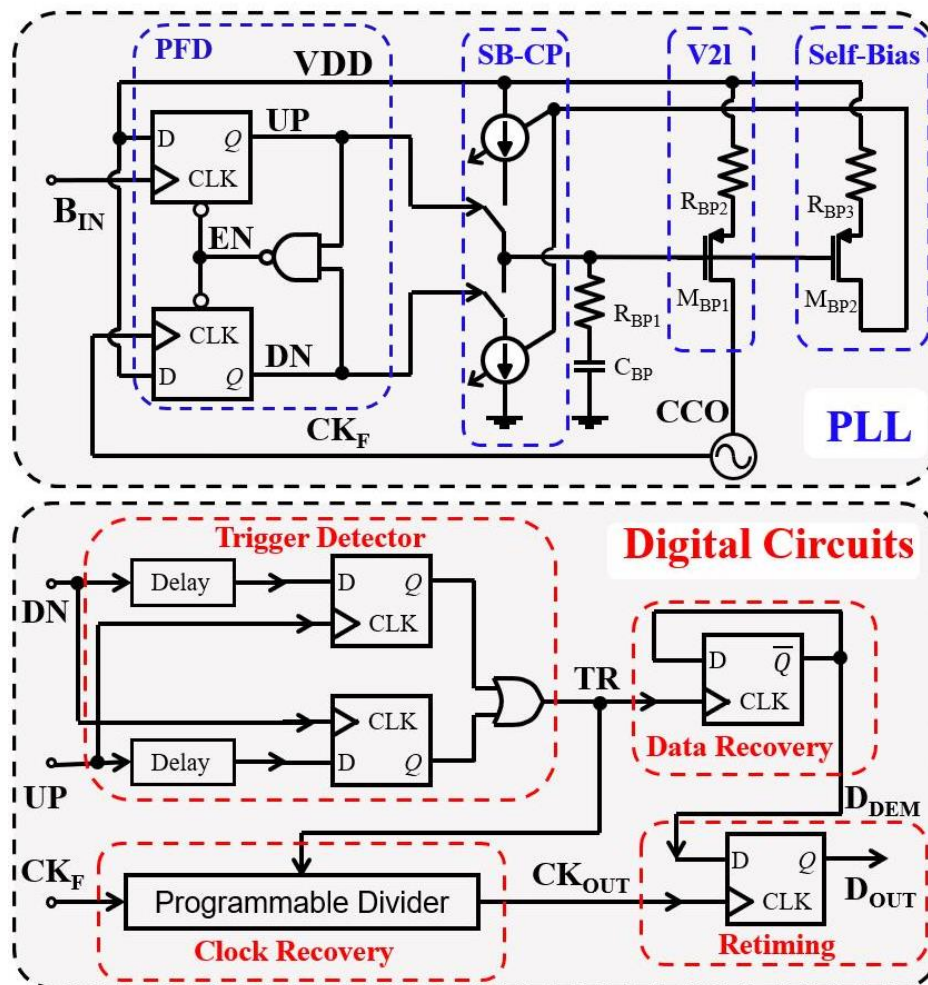 PFD
SB-CP
V2I
Self-Bias
VDD
UP
D
Q
CLK
B_IN
EN
R_BP2
R_BP3
CLK
D
Q
DN
R_BP1
M_BP1
M_BP2
C_BP
CK_F
CCO
PLL
Trigger Detector
Digital Circuits
Delay
D
Q
CLK
DN
TR
D
Q
CLK
CLK
D
Q
Delay
Data Recovery
UP
D_DEM
CK_F
Programmable Divider
CK_OUT
D
Q
CLK
D_OUT
Clock Recovery
Retiming